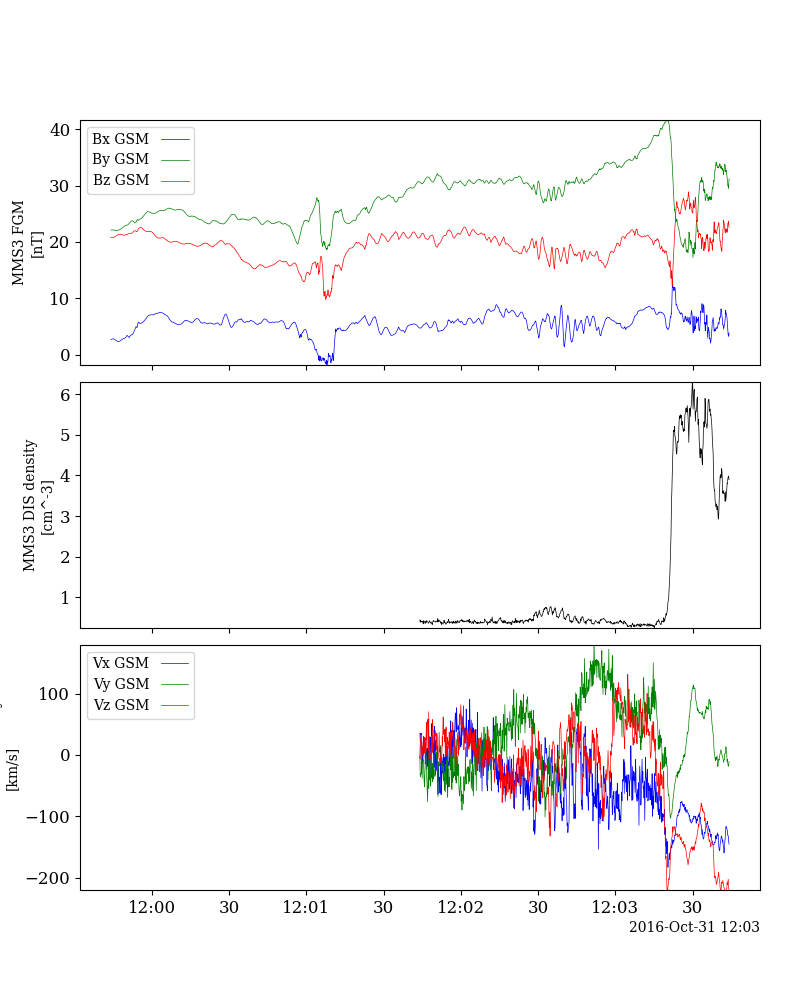 40
30
20
10
0
MMS3 FGM
[nT]
Bx GSM
By GSM
Bz GSM
6
5
4
3
2
1
MMS3 DIS density
[cm^-3]
100
0
−100
−200
[km/s]
Vx GSM
Vy GSM
Vz GSM
12:00 30 12:01 30 12:02 30 12:03 30
2016-Oct-31 12:03